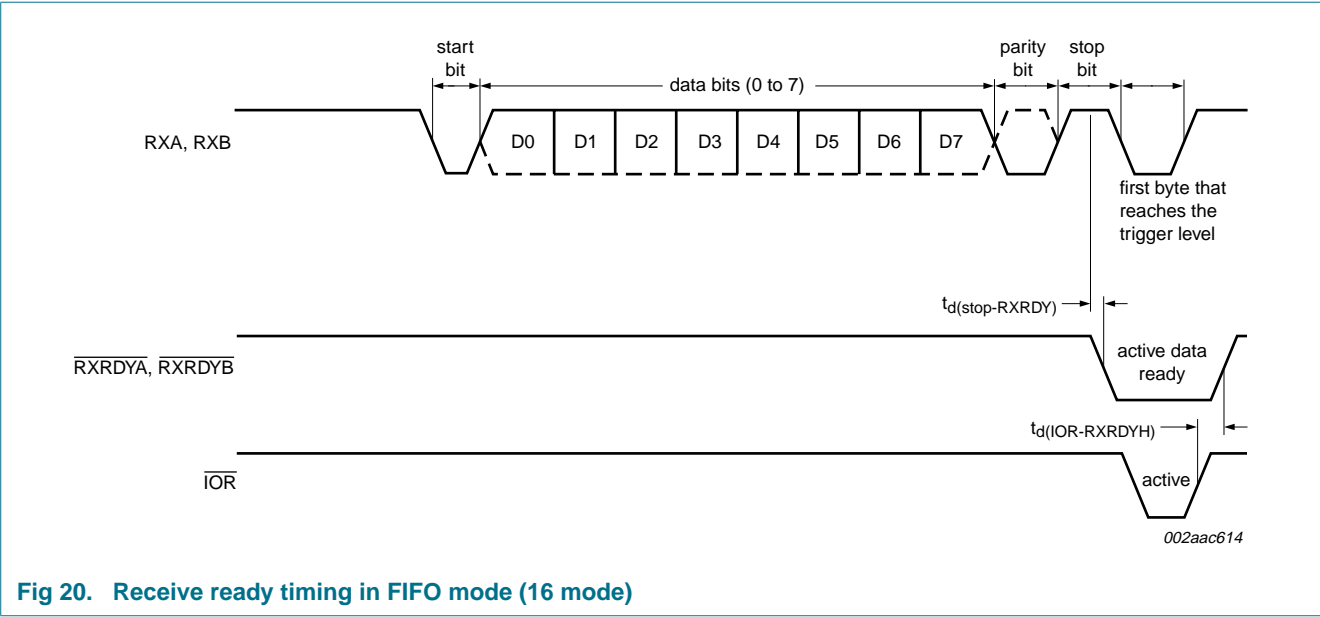 start
bit
data bits (0 to 7)
parity
bit
stop
bit
RXA, RXB
D0 D1 D2 D3 D4 D5 D6 D7
first byte that
reaches the
trigger level
td(stop-RXRDY)
RXRDYA, RXRDYB
active data
ready
td(IOR-RXRDYH)
IOR
active
002aac614
Fig 20. Receive ready timing in FIFO mode (16 mode)